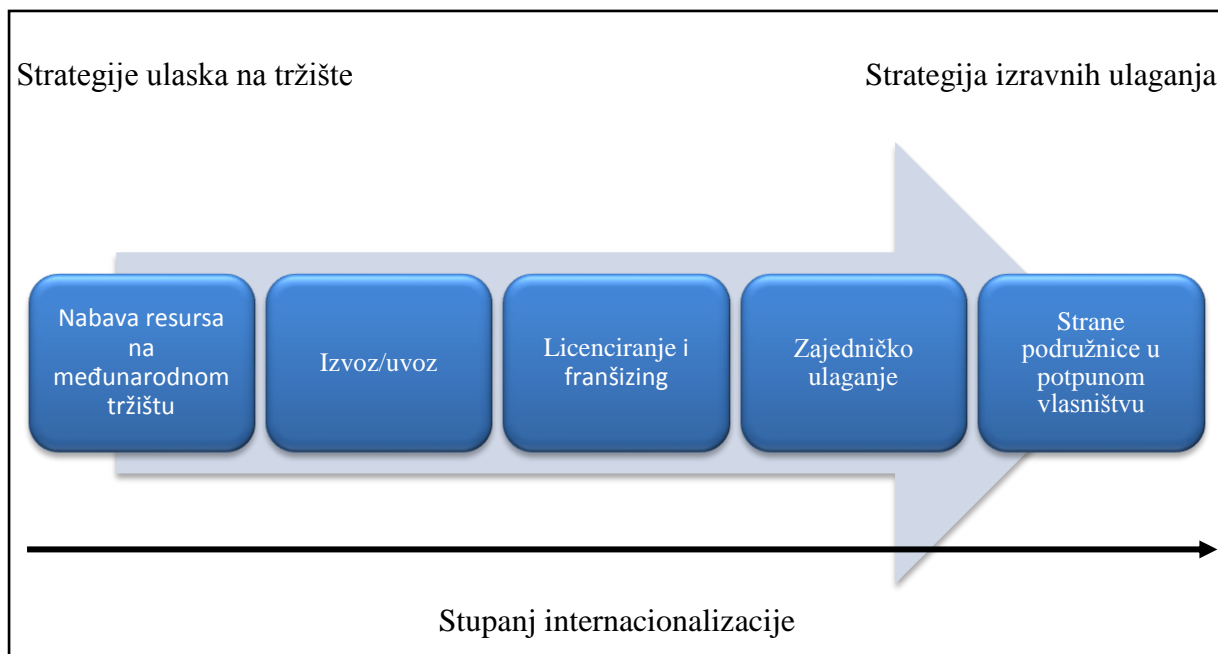 Strategije ulaska na tržište
Strategija izravnih ulaganja
Nabava resursa
na
međunarodnom
tržištu
Izvoz/uvoz
Licenciranje i
franšizing
Zajedničko
ulaganje
Strane
podružnice u
potpunom
vlasništvu
Stupanj internacionalizacije